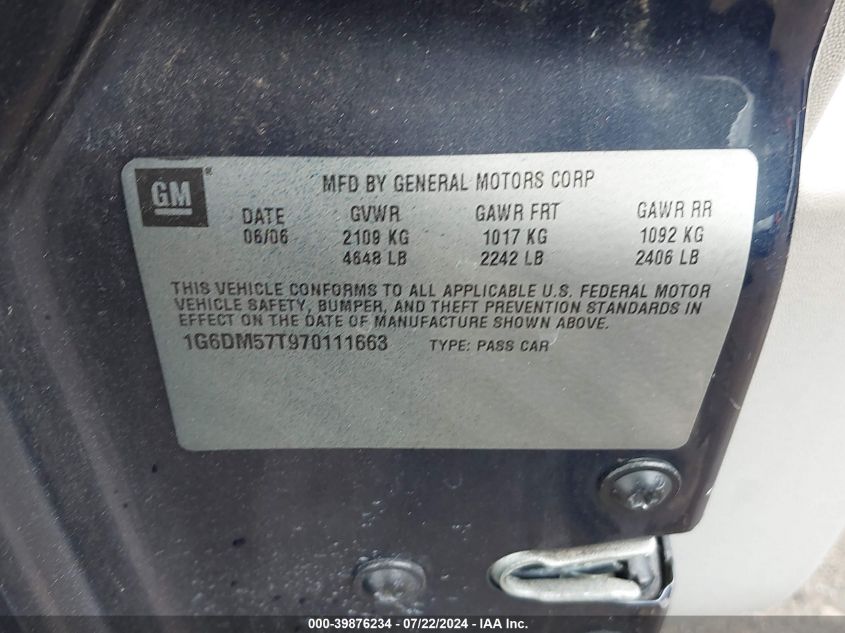 GM®
MFD BY GENERAL MOTORS CORP
DATE GVWR GAWR FRT GAWR RR
06/06 2109 KG 1017 KG 1092 KG
4648 LB 2242 LB 2406 LB
THIS VEHICLE CONFORMS TO ALL APPLICABLE U.S. FEDERAL MOTOR
VEHICLE SAFETY, BUMPER, AND THEFT PREVENTION STANDARDS IN
EFFECT ON THE DATE OF MANUFACTURE SHOWN ABOVE.
1G6DM57T970111663 TYPE: PASS CAR
000-39876234 - 07/22/2024 - IAA Inc.